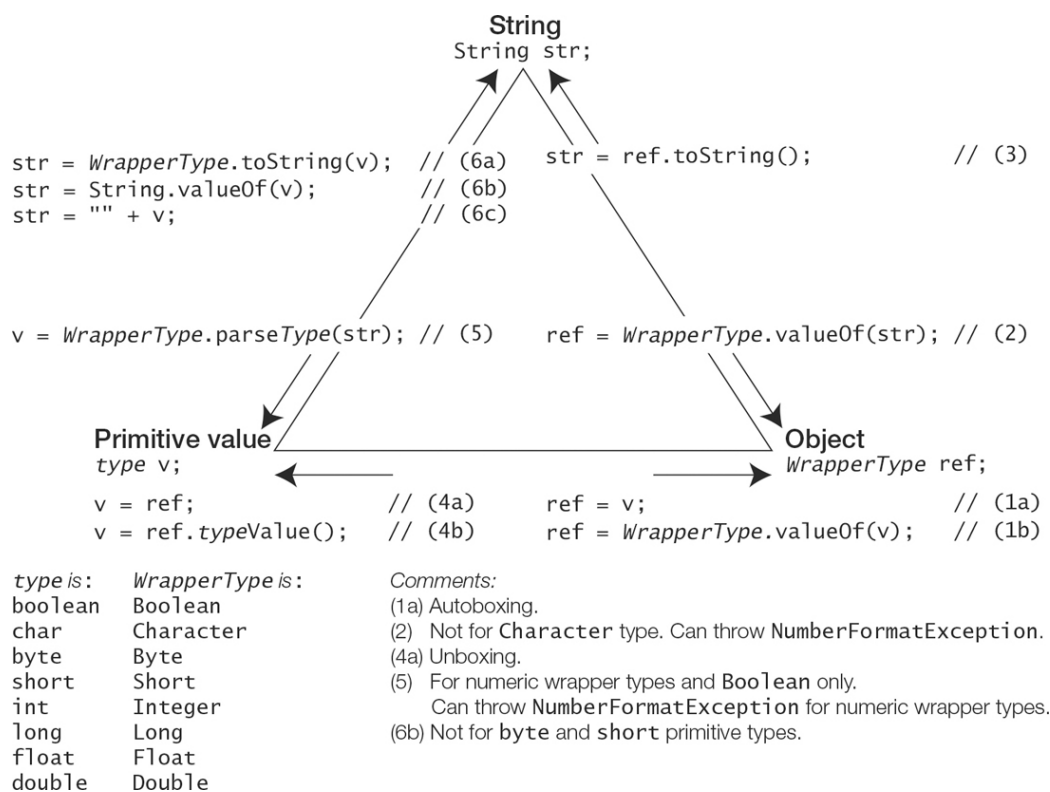 String
String str;
str = WrapperType.toString(v);  // (6a)
str = String.valueOf(v);        // (6b)
str = "" + v;                   // (6c)
str = ref.toString();           // (3)
v = WrapperType.parseType(str); // (5)
ref = WrapperType.valueOf(str); // (2)
Primitive value
type v;
Object
WrapperType ref;
v = ref;                // (4a)
v = ref.typeValue();    // (4b)
ref = v;                        // (1a)
ref = WrapperType.valueOf(v);   // (1b)
type is:   WrapperType is:
boolean    Boolean
char       Character
byte       Byte
short      Short
int        Integer
long       Long
float      Float
double     Double
Comments:
(1a) Autoboxing.
(2) Not for Character type. Can throw NumberFormatException.
(4a) Unboxing.
(5) For numeric wrapper types and Boolean only.
Can throw NumberFormatException for numeric wrapper types.
(6b) Not for byte and short primitive types.